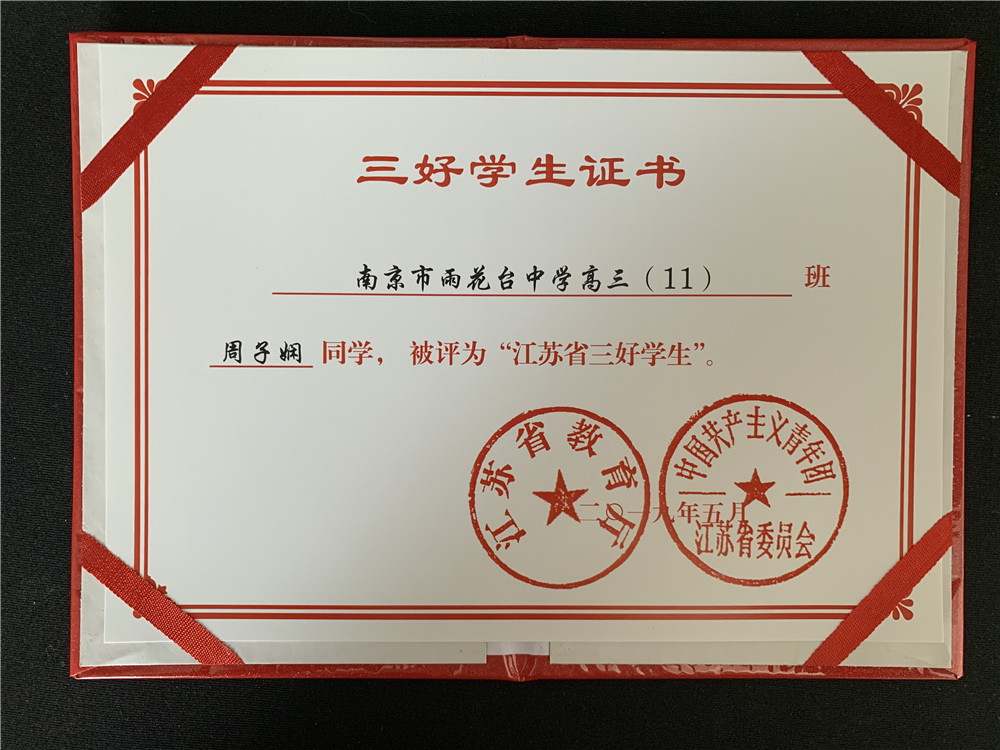 三好学生证书
南京市雨花台中学高三（11）班
周子娴同学，被评为“江苏省三好学生”。
江苏省教育厅
中国共产主义青年团
江苏省委员会
二〇一九年五月